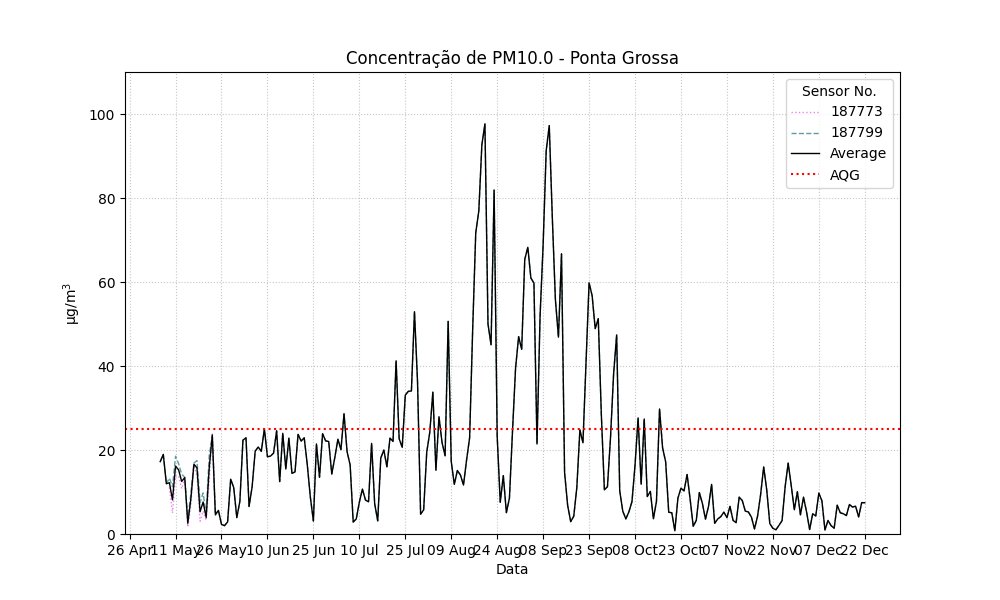 Concentração de PM10.0 - Ponta Grossa
Sensor No.
187773
187799
Average
AQG
100
80
60
40
20
0
µg/m³
26 Apr 11 May 26 May 10 Jun 25 Jun 10 Jul 25 Jul 09 Aug 24 Aug 08 Sep 23 Sep 08 Oct 23 Oct 07 Nov 22 Nov 07 Dec 22 Dec
Data